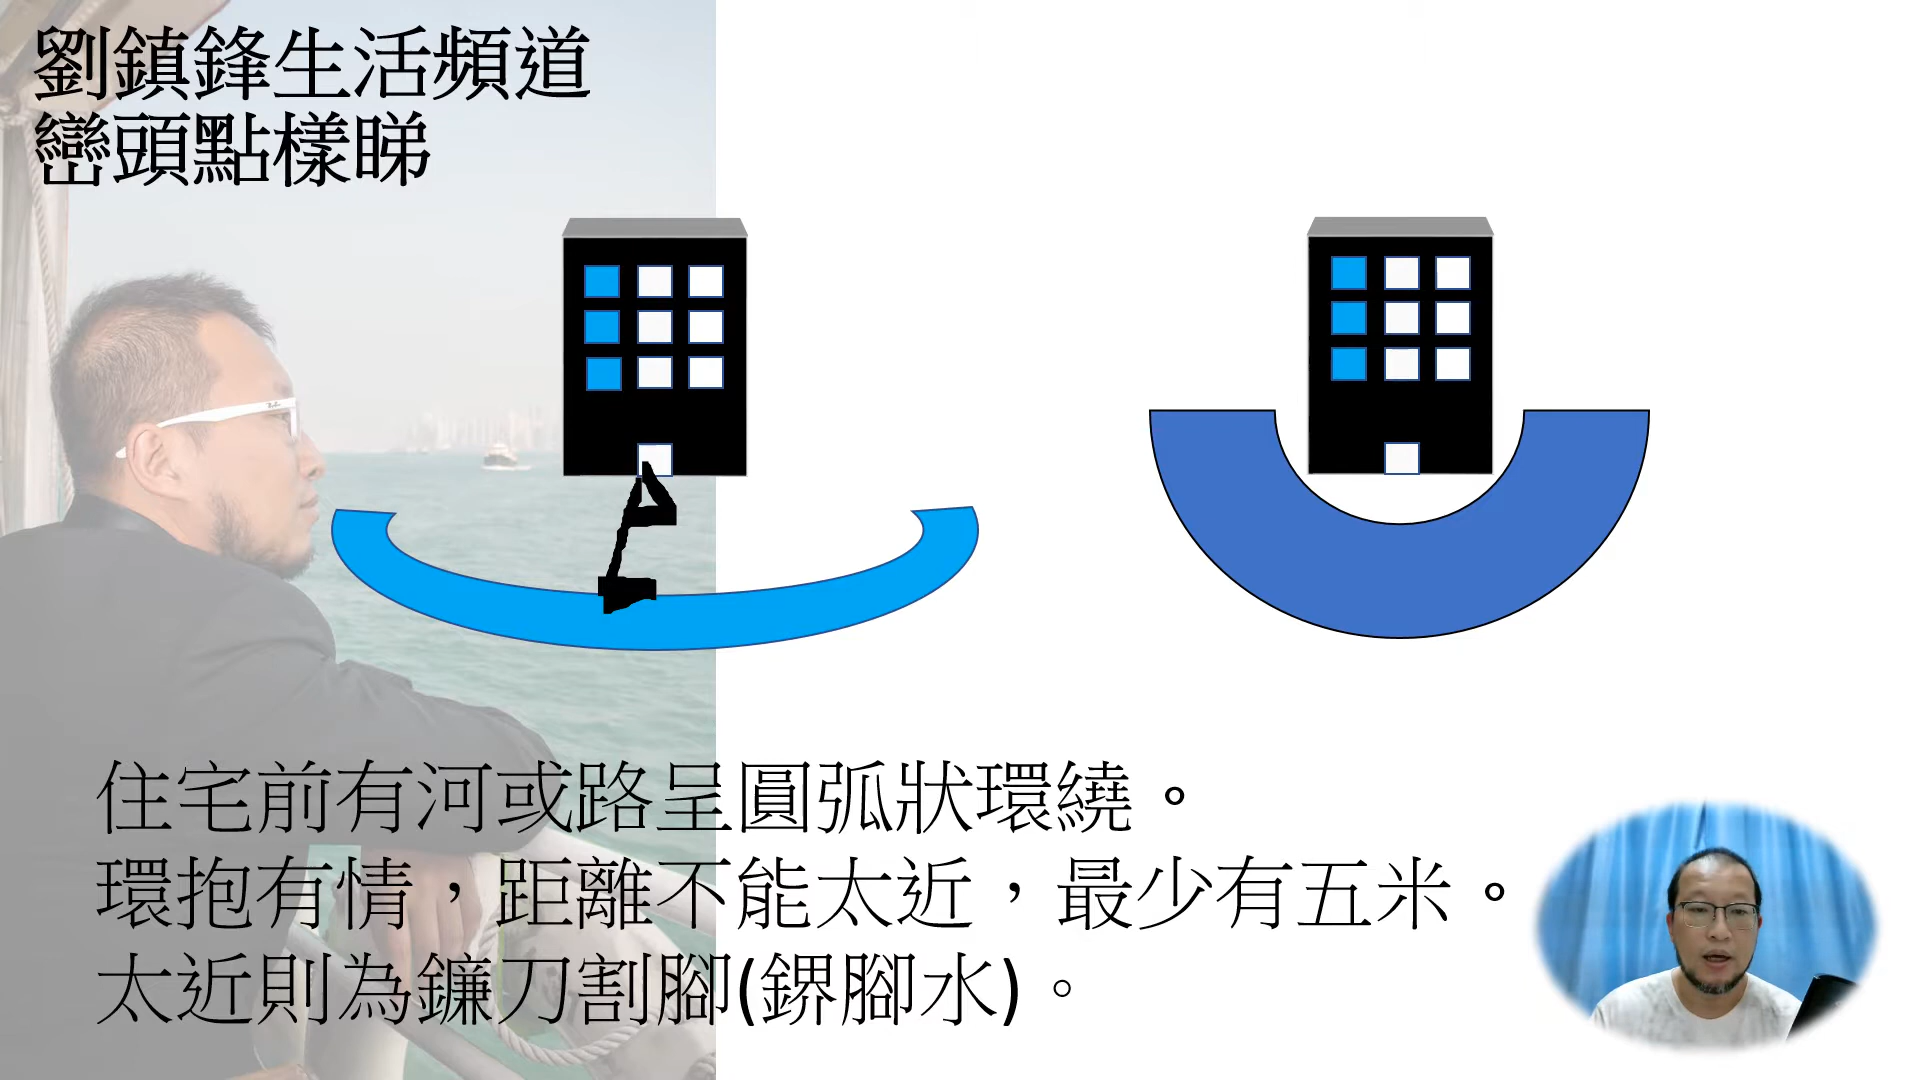 劉鎮鋒生活頻道
巒頭點樣睇
住宅前有河或路呈圓弧狀環繞。
環抱有情，距離不能太近，最少有五米。
太近則為鐮刀割腳(鎅腳水)。